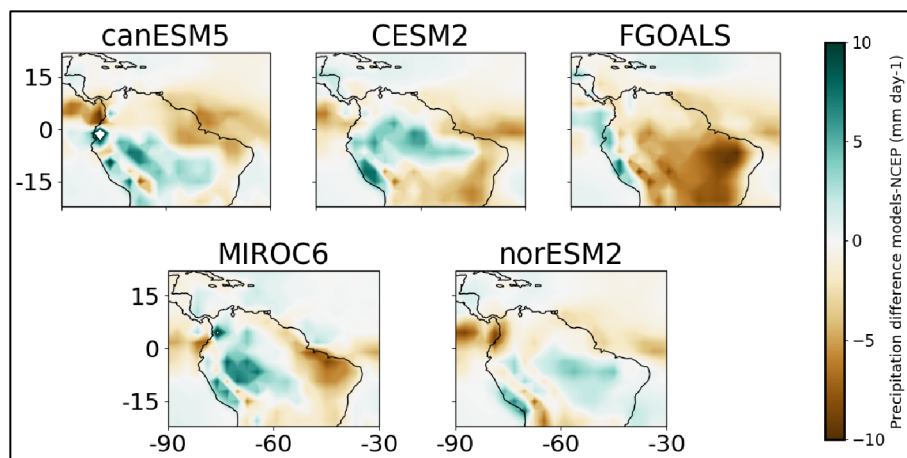 canESM5 CESM2 FGOALS
15
0
-15
MIROC6 norESM2
15
0
-15
-90 -60 -30 -90 -60 -30
10
5
0
−5
−10
Precipitation difference models-NCEP (mm day-1)